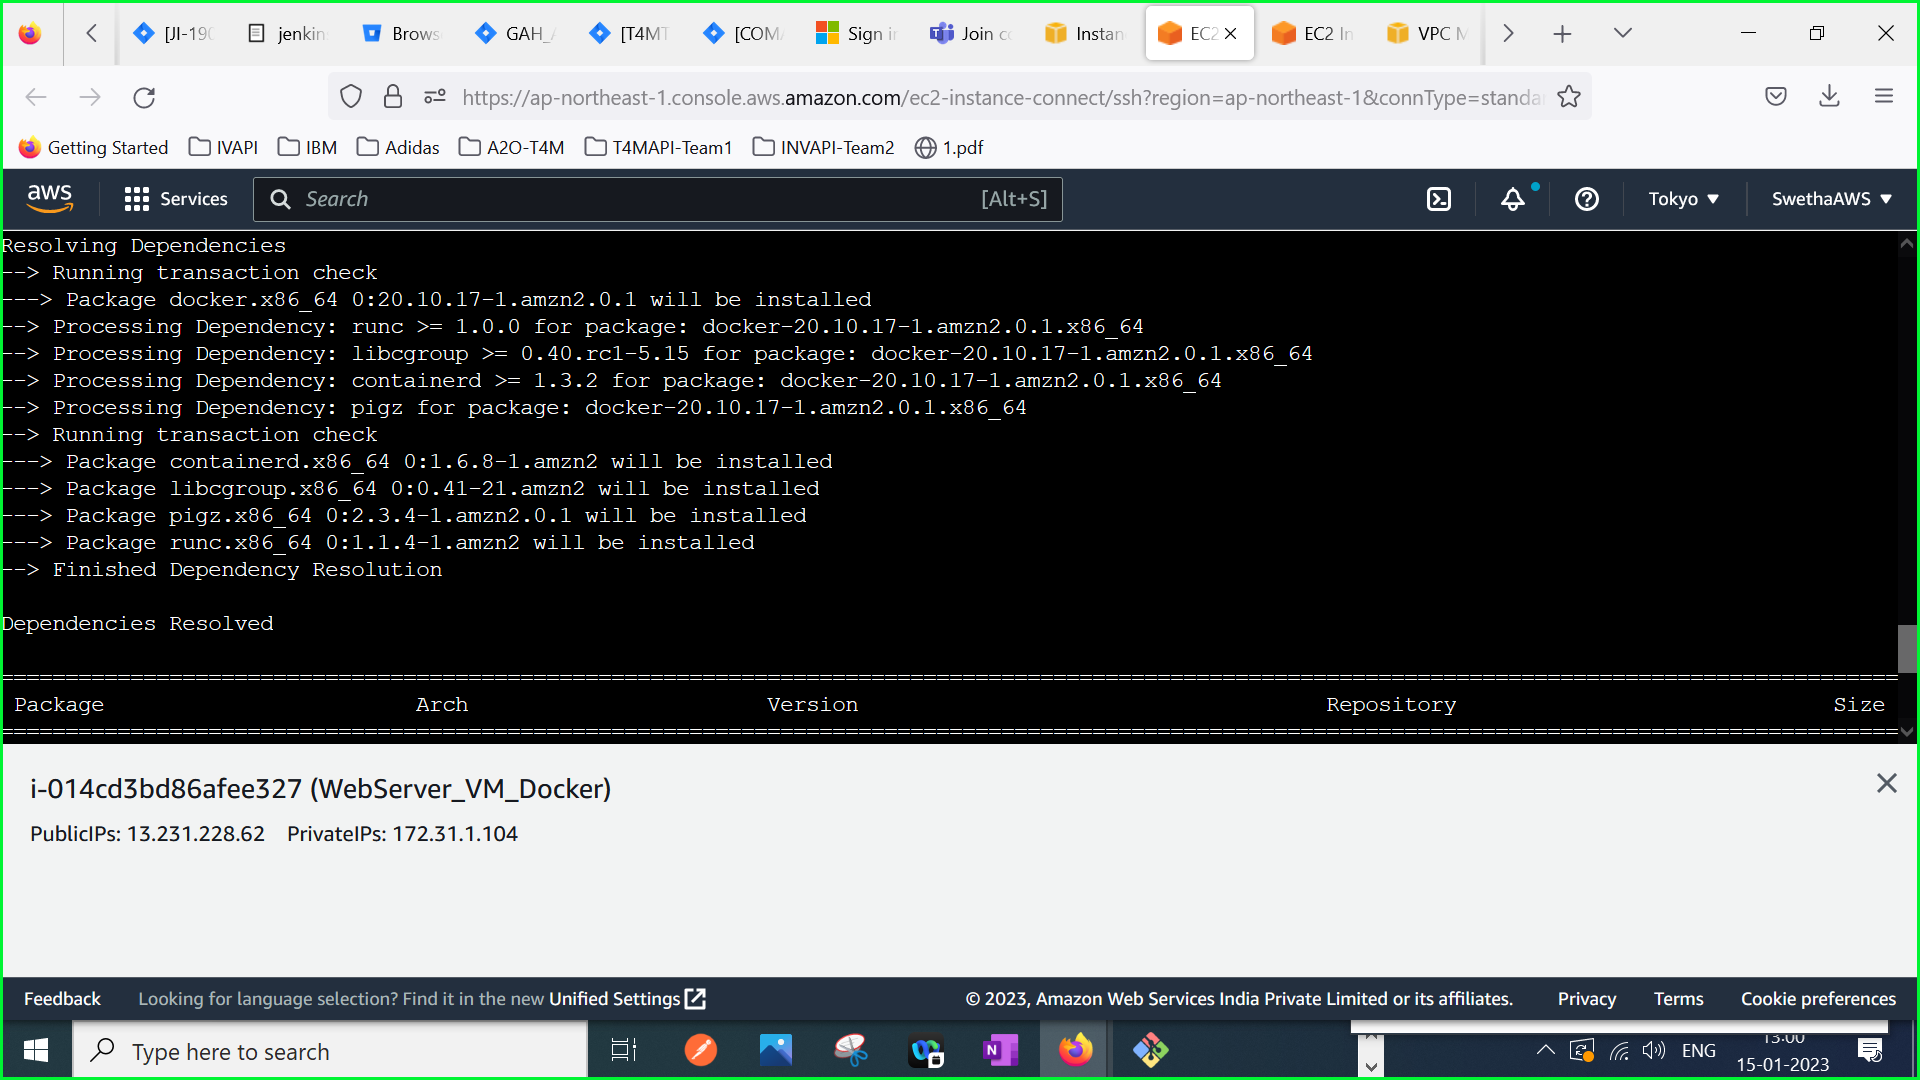 [JI-190
jenkin
Brows
GAH_
[T4MT
[COM
Sign in
Join co
Instan
EC2
EC2 In
VPC M
https://ap-northeast-1.console.aws.amazon.com/ec2-instance-connect/ssh?region=ap-northeast-1&connType=standa
Getting Started IVAPI IBM Adidas A2O-T4M T4MAPI-Team1 INVAPI-Team2 1.pdf
aws Services Search [Alt+S] Tokyo SwethaAWS
Resolving Dependencies
--> Running transaction check
---> Package docker.x86_64 0:20.10.17-1.amzn2.0.1 will be installed
--> Processing Dependency: runc >= 1.0.0 for package: docker-20.10.17-1.amzn2.0.1.x86_64
--> Processing Dependency: libcgroup >= 0.40.rc1-5.15 for package: docker-20.10.17-1.amzn2.0.1.x86_64
--> Processing Dependency: containerd >= 1.3.2 for package: docker-20.10.17-1.amzn2.0.1.x86_64
--> Processing Dependency: pigz for package: docker-20.10.17-1.amzn2.0.1.x86_64
--> Running transaction check
---> Package containerd.x86_64 0:1.6.8-1.amzn2 will be installed
---> Package libcgroup.x86_64 0:0.41-21.amzn2 will be installed
---> Package pigz.x86_64 0:2.3.4-1.amzn2.0.1 will be installed
---> Package runc.x86_64 0:1.1.4-1.amzn2 will be installed
--> Finished Dependency Resolution
Dependencies Resolved
Package Arch Version Repository Size
i-014cd3bd86afee327 (WebServer_VM_Docker)
PublicIPs: 13.231.228.62 PrivateIPs: 172.31.1.104
Feedback Looking for language selection? Find it in the new Unified Settings © 2023, Amazon Web Services India Private Limited or its affiliates. Privacy Terms Cookie preferences
Type here to search
ENG
13:00
15-01-2023